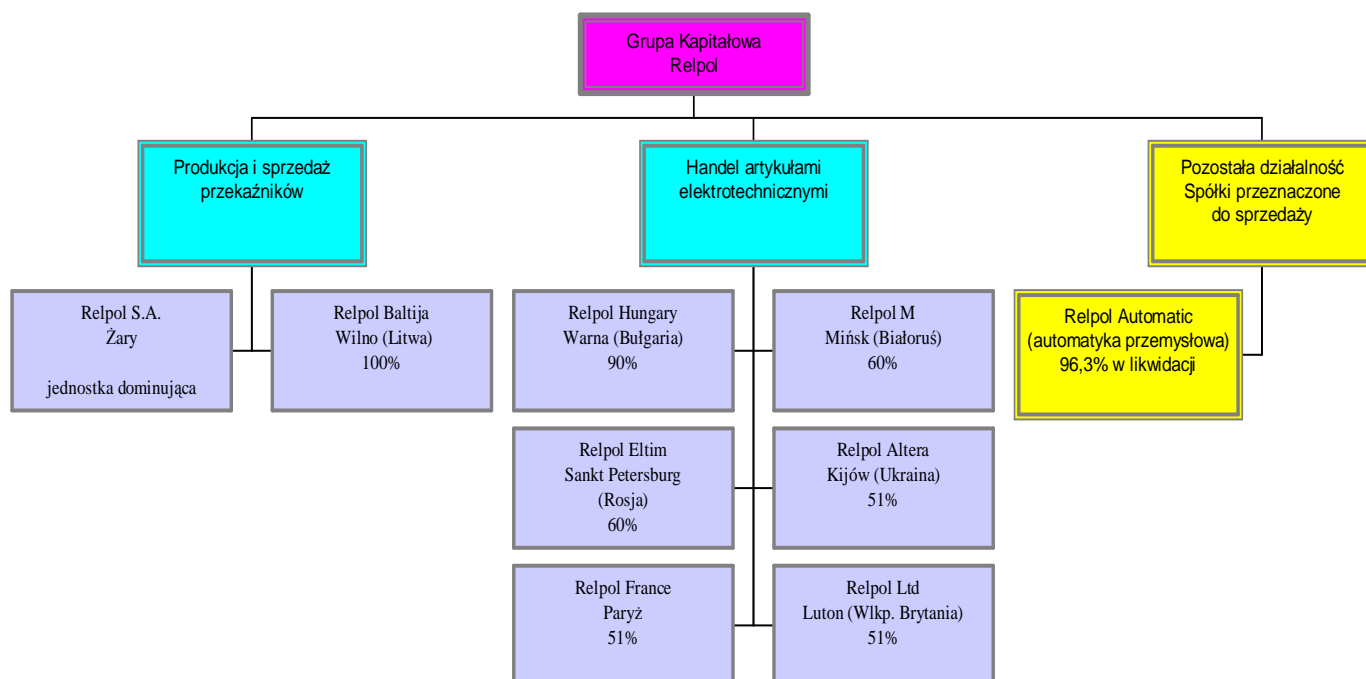 Grupa Kapitałowa
Relpol
Produkcja i sprzedaż
przekaźników
Handel artykułami
elektrotechnicznymi
Pozostała działalność
Spółki przeznaczone
do sprzedaży
Relpol S.A.
Żary
jednostka dominująca
Relpol Baltija
Wilno (Litwa)
100%
Relpol Hungary
Warna (Bułgaria)
90%
Relpol M
Mińsk (Białoruś)
60%
Relpol Automatic
(automatyka przemysłowa)
96,3% w likwidacji
Relpol Eltim
Sankt Petersburg
(Rosja)
60%
Relpol Altera
Kijów (Ukraina)
51%
Relpol France
Paryż
51%
Relpol Ltd
Luton (Wlkp. Brytania)
51%